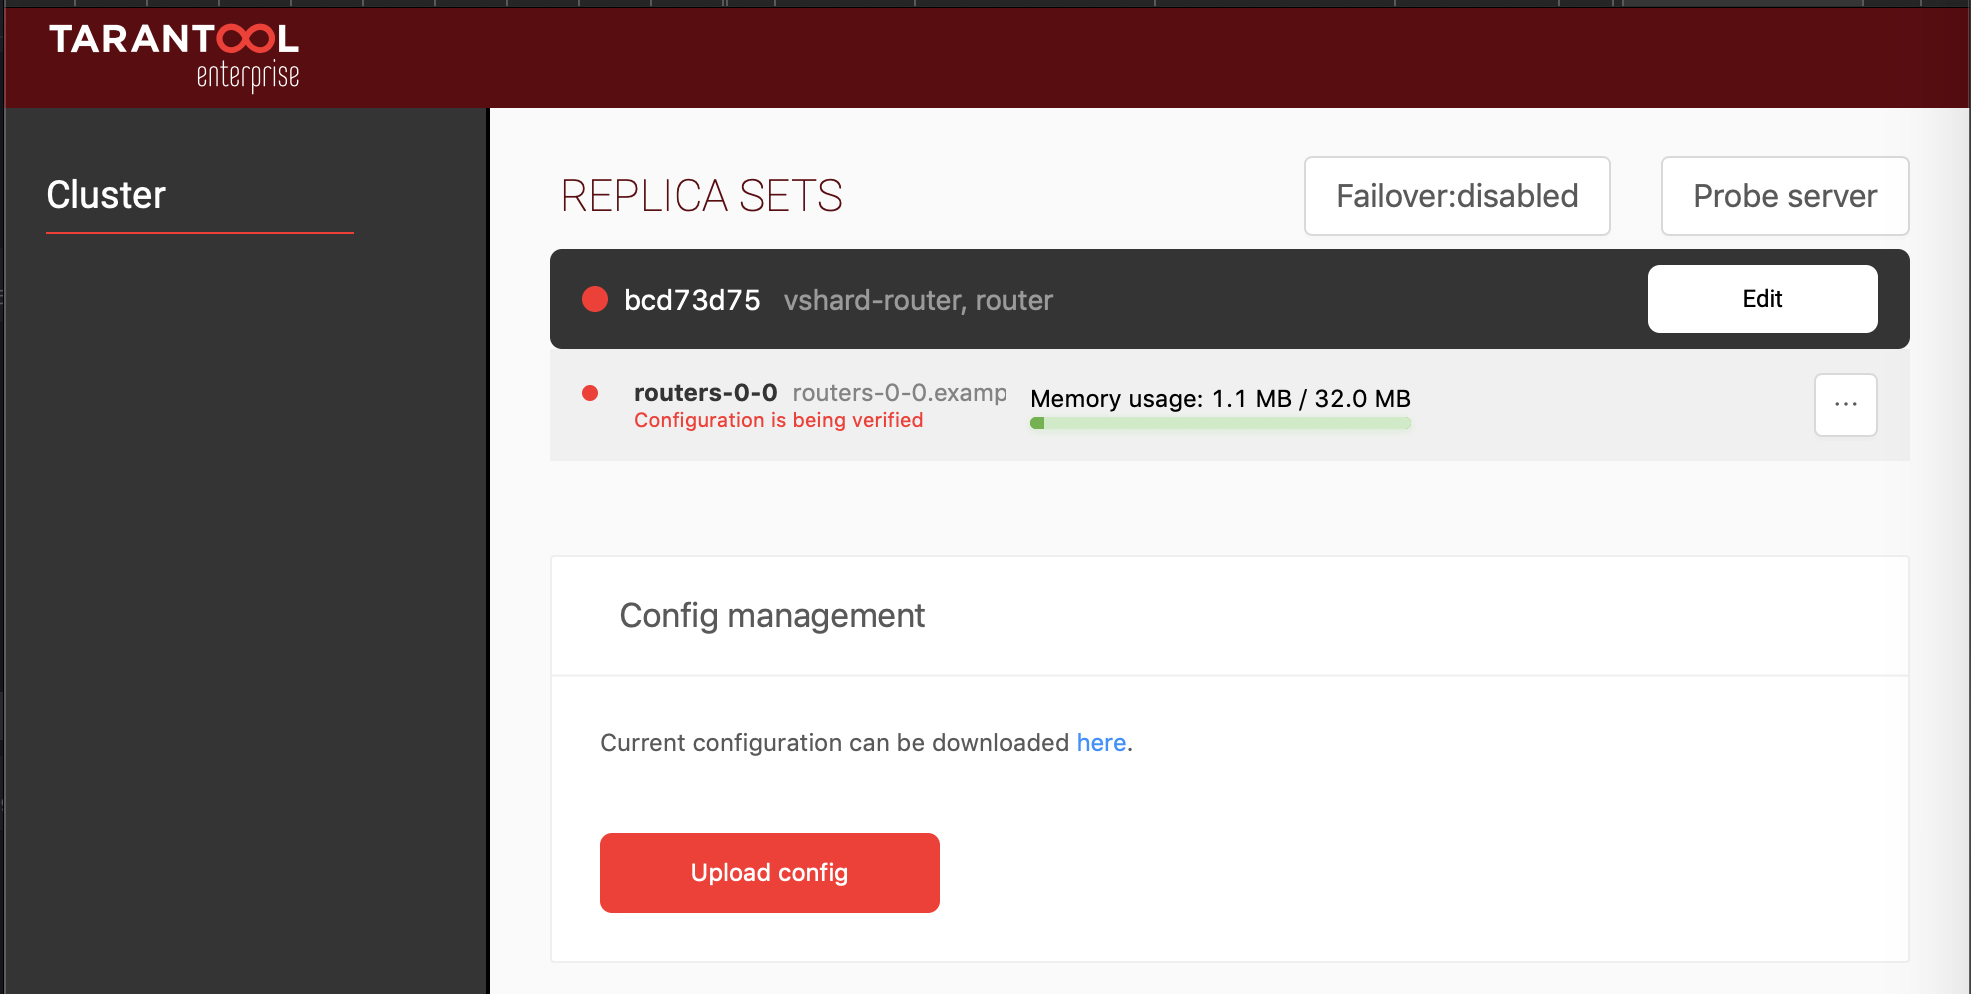 TARANTOOL
enterprise
Cluster
REPLICA SETS
Failover:disabled
Probe server
bcd73d75 vshard-router, router
Edit
routers-0-0 routers-0-0.examp
Configuration is being verified
Memory usage: 1.1 MB / 32.0 MB
...
Config management
Current configuration can be downloaded here.
Upload config